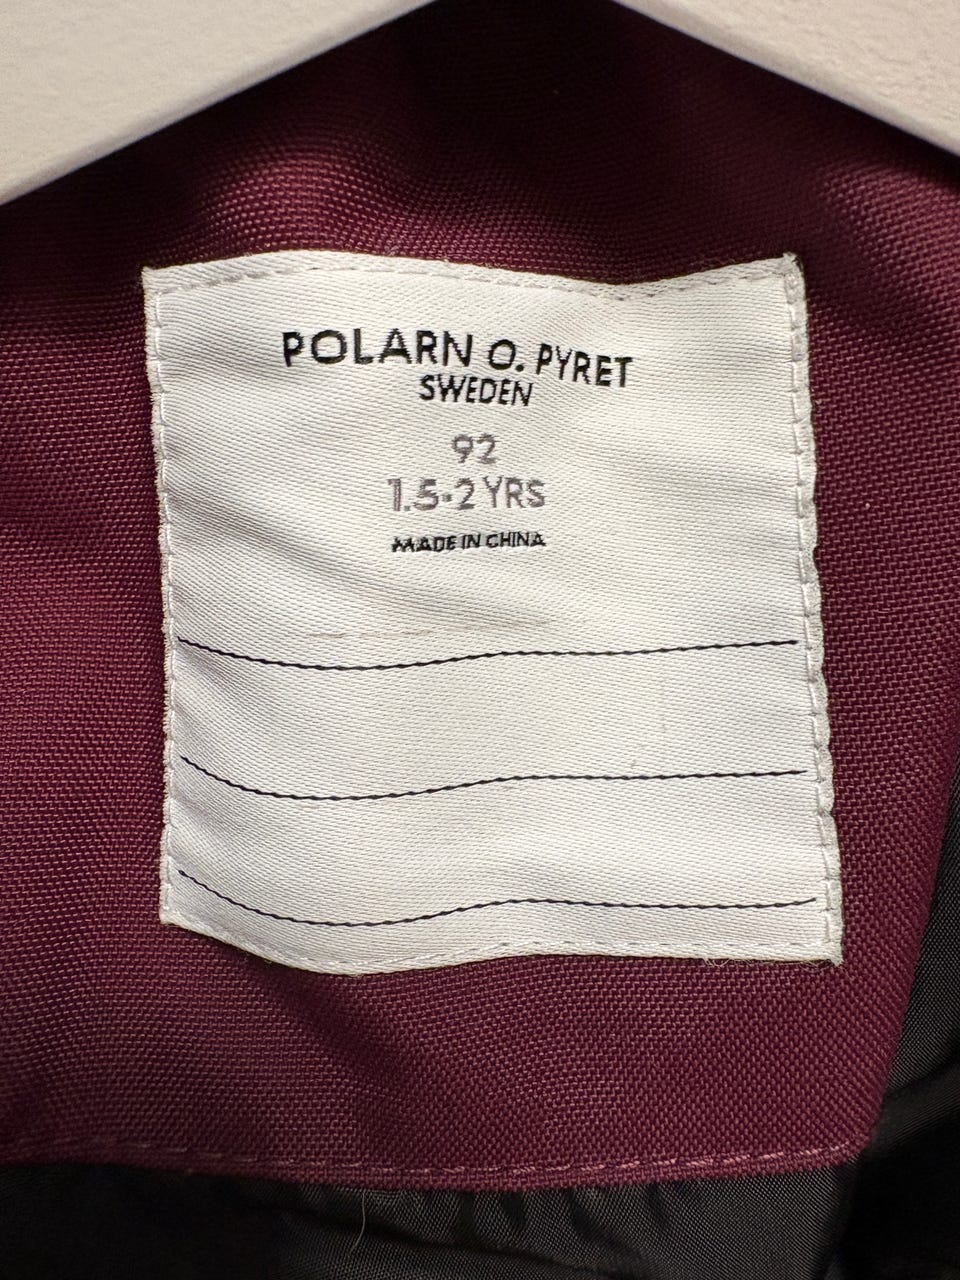 POLARN O. PYRET
SWEDEN
92
1.5-2 YRS
MADE IN CHINA